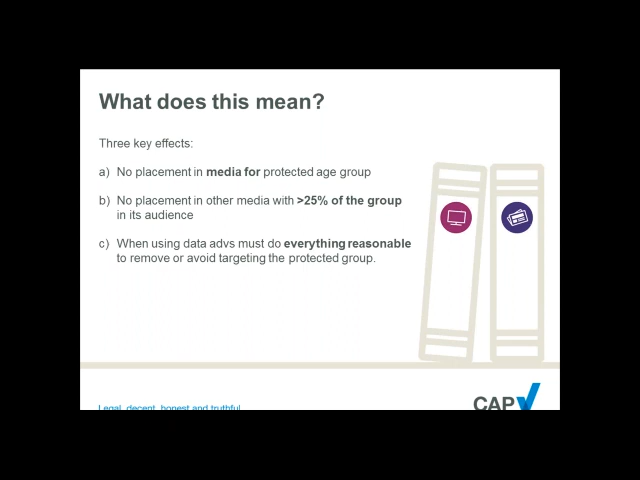 What does this mean?
Three key effects:
a) No placement in media for protected age group
b) No placement in other media with >25% of the group
in its audience
c) When using data advs must do everything reasonable
to remove or avoid targeting the protected group.
Legal, decent, honest and truthful
CAP